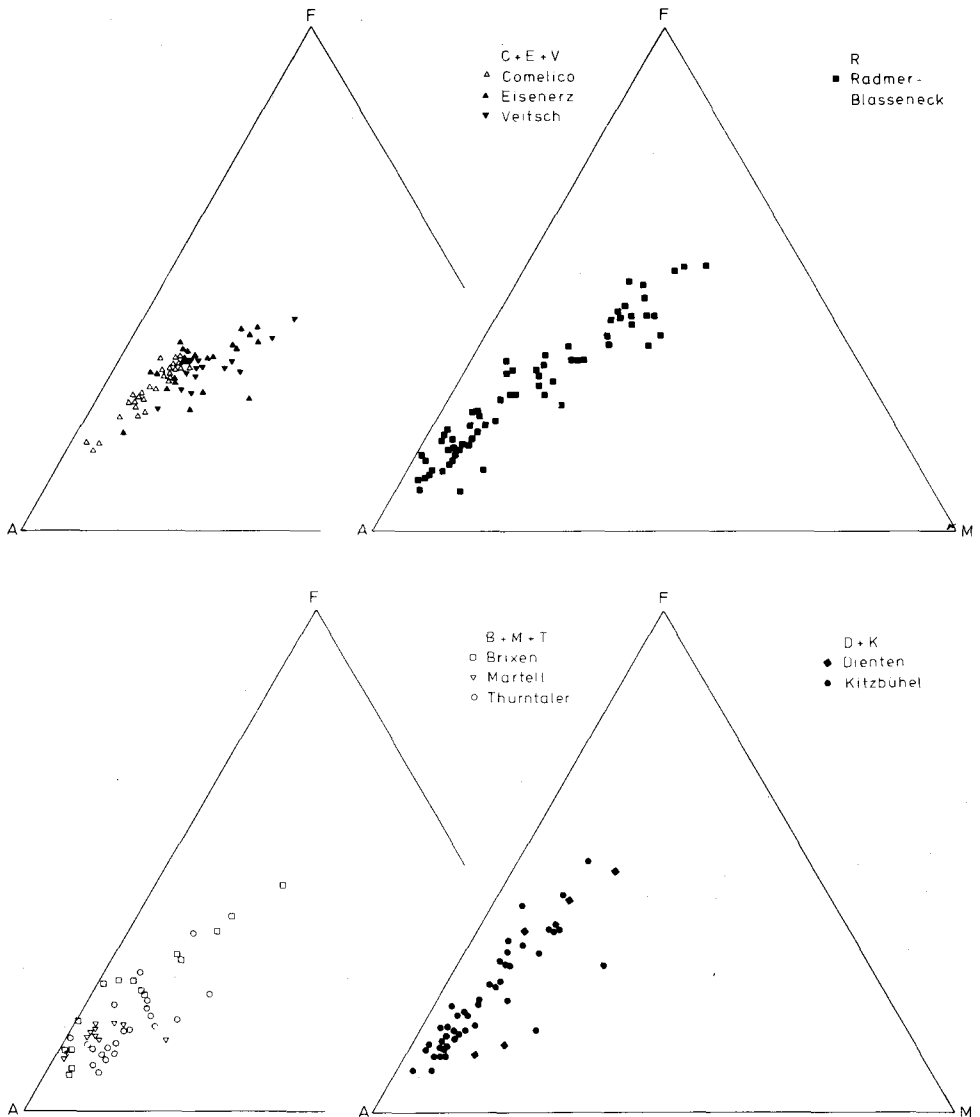 F
C + E + V
Comelico
Eisenerz
Veitsch
A
F
R
Radmer-
Blasseneck
A
M
F
B + M + T
Brixen
Martell
Thurntaler
A
F
D + K
Dienten
Kitzbühel
A
M